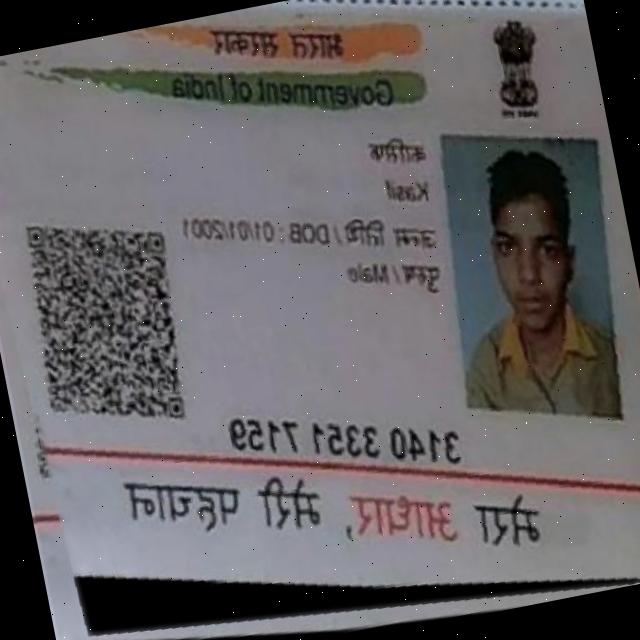 भारत सरकार
Government of India
कासिफ
Kasif
जन्म तिथि / DOB : 01/01/2001
पुरुष / Male
3140 3351 7159
मेरा आधार, मेरी पहचान